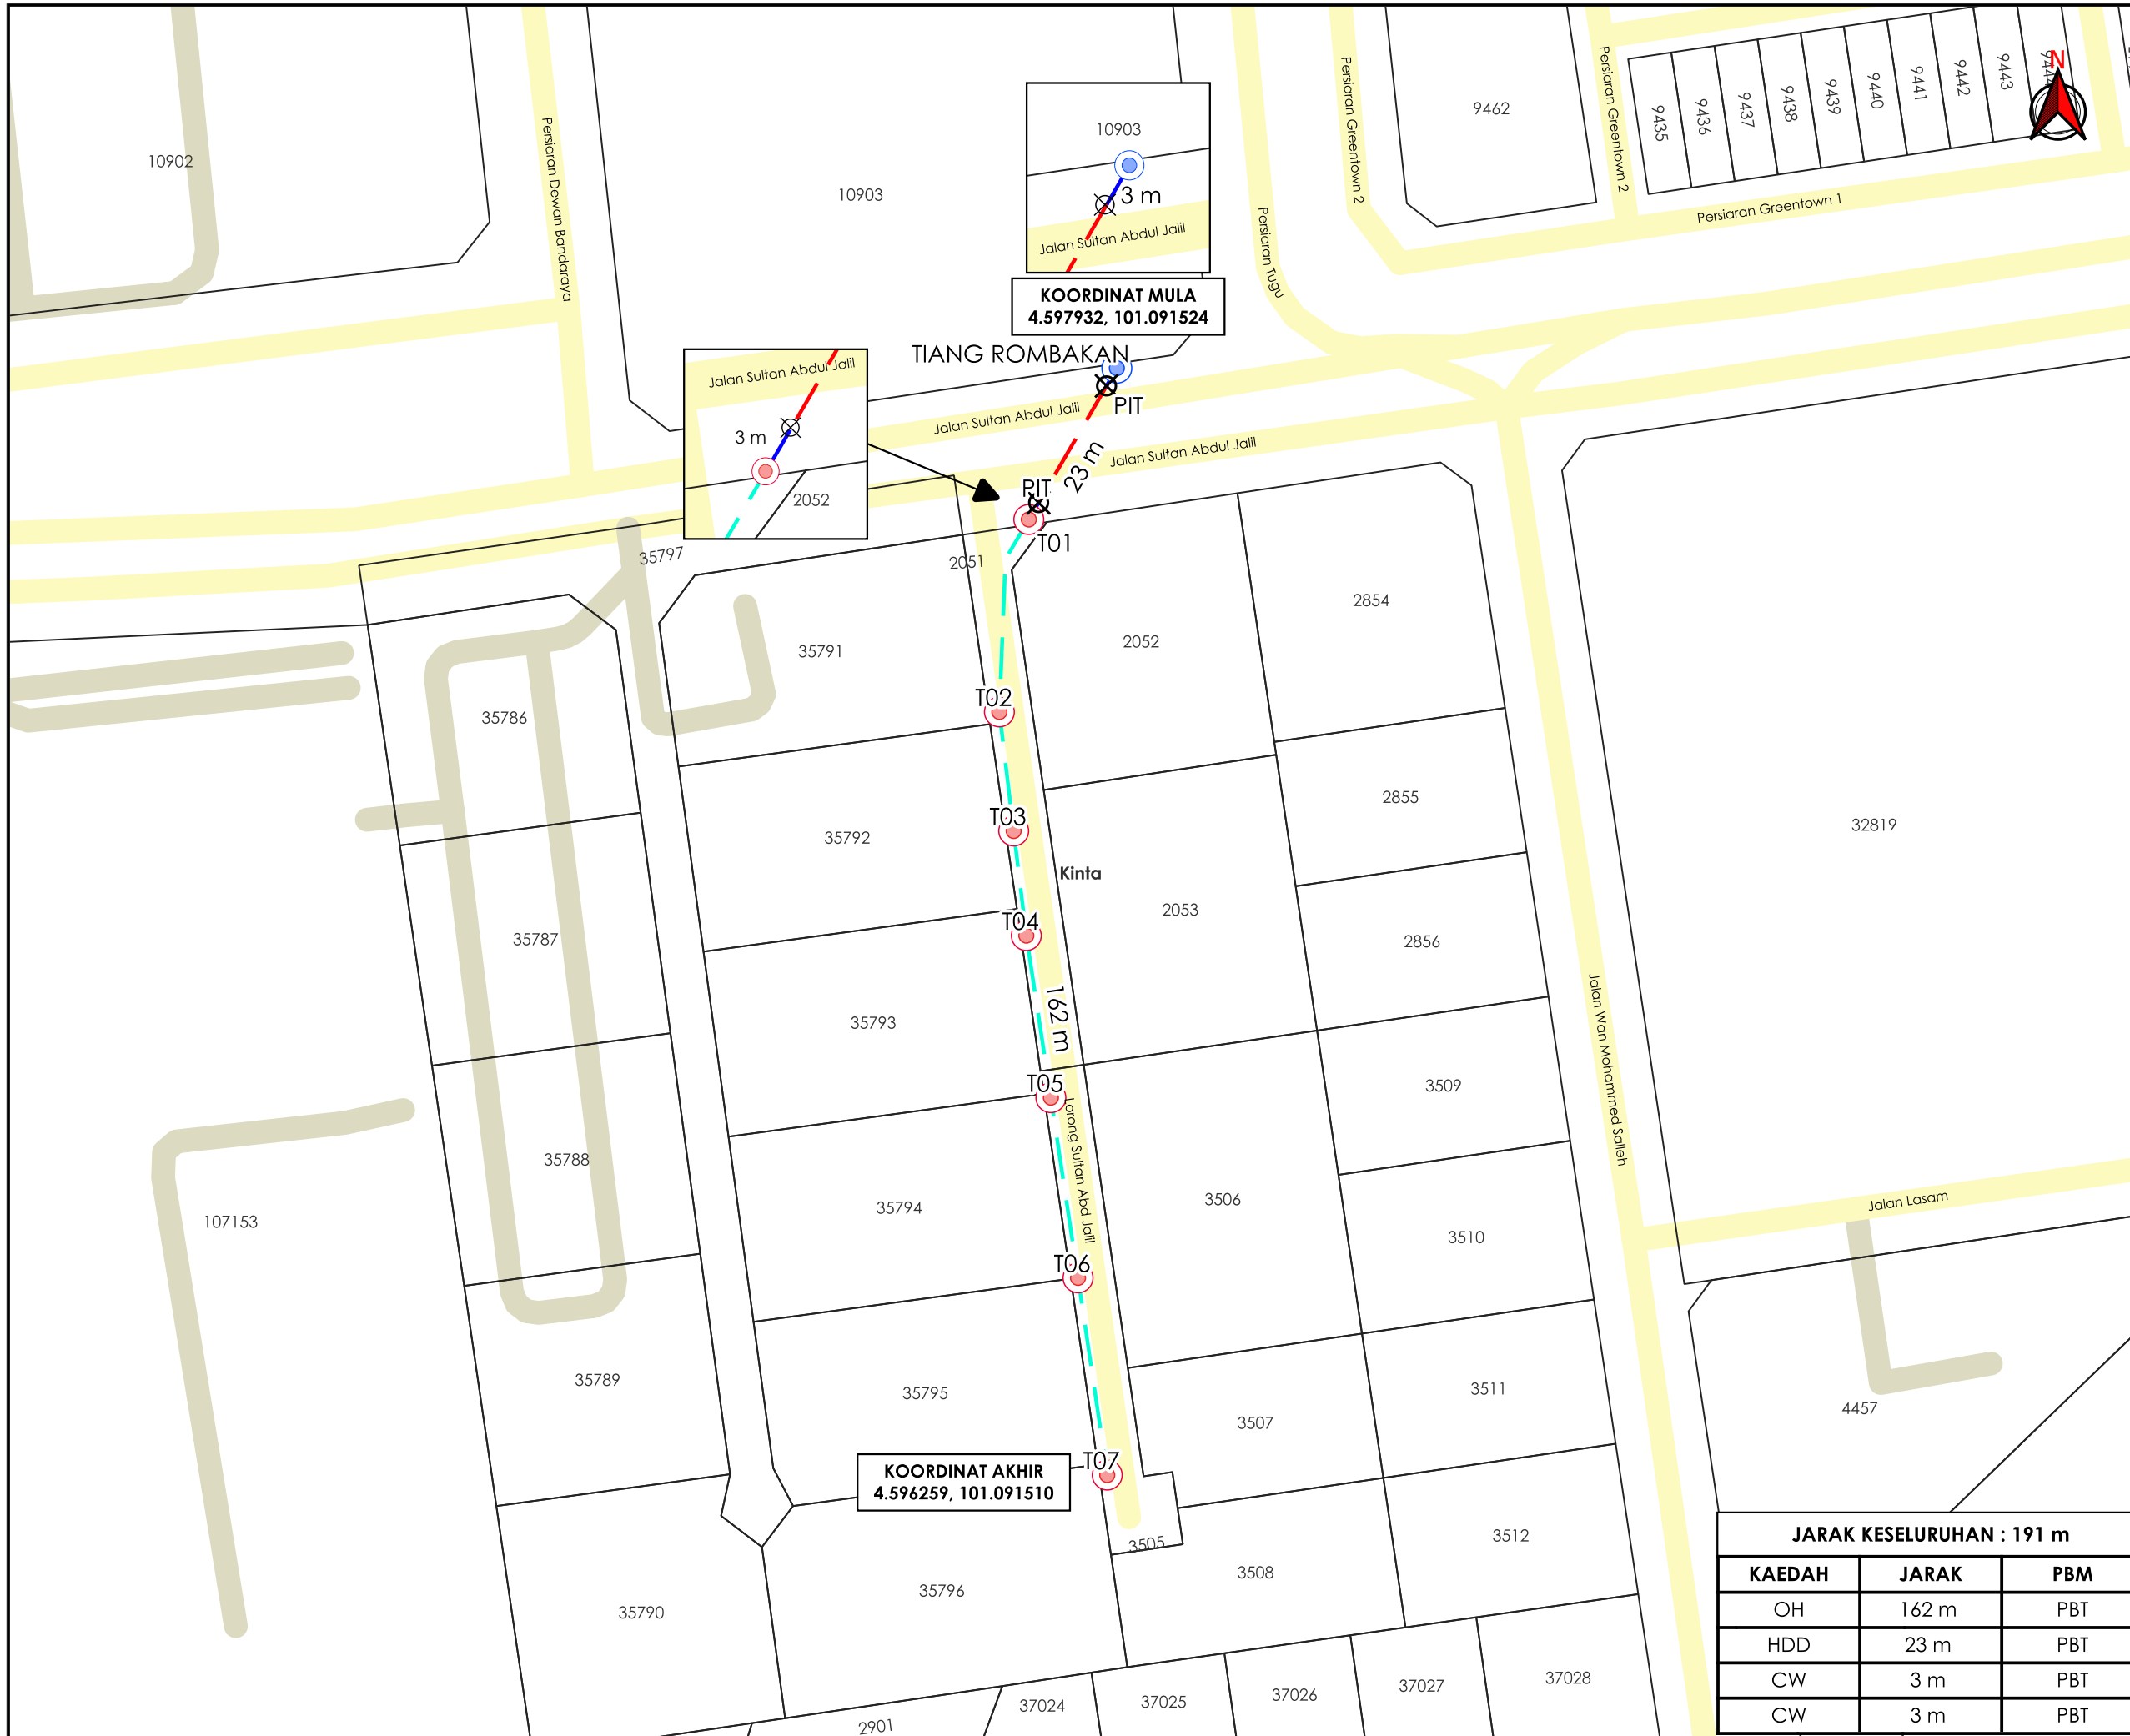 10902
Persiaran Dewan Bandaraya
10903
10903
3 m
Jalan Sultan Abdul Jalil
KOORDINAT MULA
4.597932, 101.091524
Persiaran Tugu
Persiaran Greentown 2
9462
Persiaran Greentown 2
9435
9436
9437
9438
9439
9440
9441
9442
9443
N
Persiaran Greentown 1
TIANG ROMBAKAN
PIT
Jalan Sultan Abdul Jalil
Jalan Sultan Abdul Jalil
3 m
2052
Jalan Sultan Abdul Jalil
23 m
PIT
T01
35797
2051
2854
2052
35791
T02
35786
2855
T03
35792
32819
Kinta
2053
T04
35787
2856
35793
162 m
Jalan Wan Mohammed Salleh
T05
3509
Lorong Sultan Abd Jalil
35788
35794
3506
Jalan Lasam
107153
3510
T06
35789
35795
3511
3507
4457
T07
KOORDINAT AKHIR
4.596259, 101.091510
3505
3512
3508
35796
35790
37024
37025
37026
37027
37028
2901
JARAK KESELURUHAN : 191 m
KAEDAH JARAK PBM
OH 162 m PBT
HDD 23 m PBT
CW 3 m PBT
CW 3 m PBT